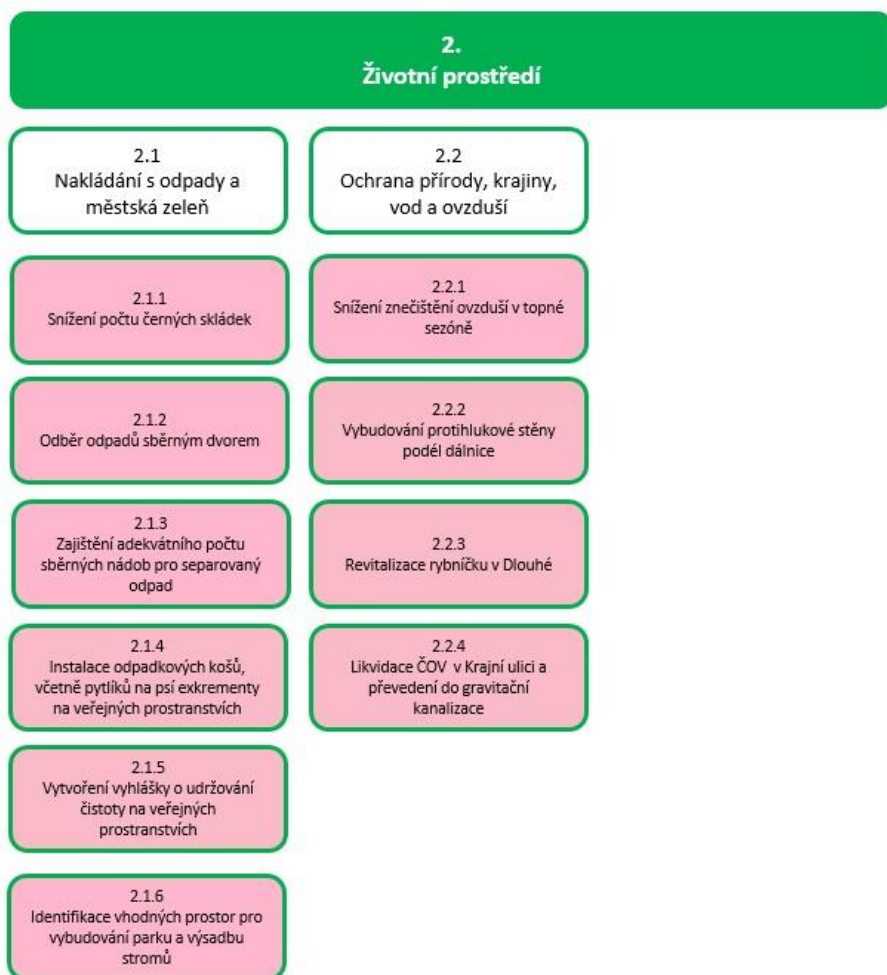 2.
Životní prostředí
2.1
Nakládání s odpady a
městská zeleň
2.1.1
Snížení počtu černých skládek
2.1.2
Odběr odpadů sběrným dvorem
2.1.3
Zajištění adekvátního počtu
sběrných nádob pro separovaný
odpad
2.1.4
Instalace odpadkových košů,
včetně pytlíků na psí exkrementy
na veřejných prostranstvích
2.1.5
Vytvoření vyhlášky o udržování
čistoty na veřejných
prostranstvích
2.1.6
Identifikace vhodných prostor pro
vybudování parku a výsadbu
stromů
2.2
Ochrana přírody, krajiny,
vod a ovzduší
2.2.1
Snížení znečištění ovzduší v topné
sezóně
2.2.2
Vybudování protihlukové stěny
podél dálnice
2.2.3
Revitalizace rybníčku v Dlouhé
2.2.4
Likvidace ČOV v Krajní ulici a
převedení do gravitační
kanalizace